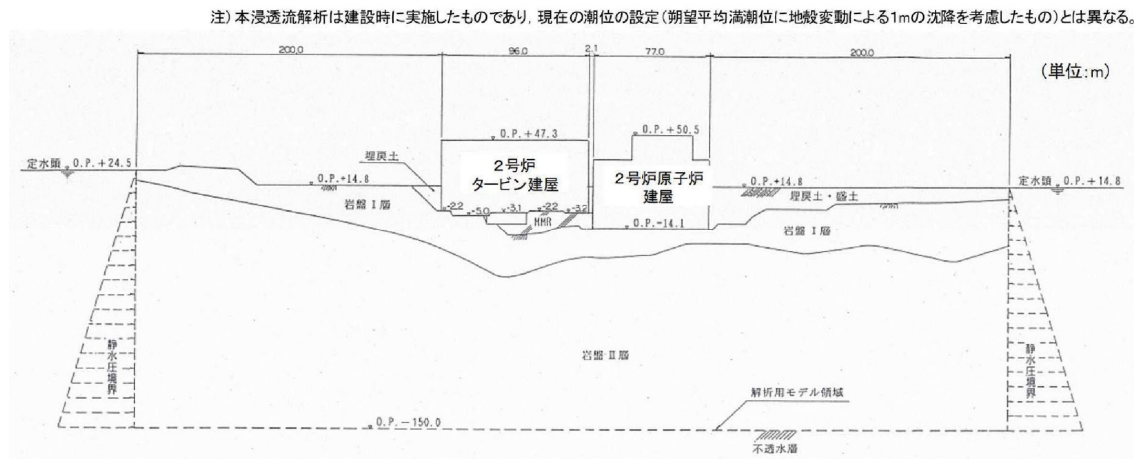 注）本浸透流解析は建設時に実施したものであり，現在の潮位の設定（朔望平均満潮位に地殻変動による1mの沈降を考慮したもの）とは異なる。
200.0 96.0 2.1 77.0 200.0
（単位：m）
O.P.+47.3
O.P.+50.5
定水頭 O.P.+24.5
埋戻土
2号炉
タービン建屋
2号炉原子炉
建屋
O.P.+14.8
O.P.+14.8
定水頭 O.P.+14.8
埋戻土・盛土
岩盤Ⅰ層
-2.2 -5.0 -3.1 -2.2 -3.2
MMR
O.P.-14.1
岩盤Ⅰ層
静水圧境界
岩盤Ⅱ層
静水圧境界
解析用モデル領域
O.P.-150.0
不透水層